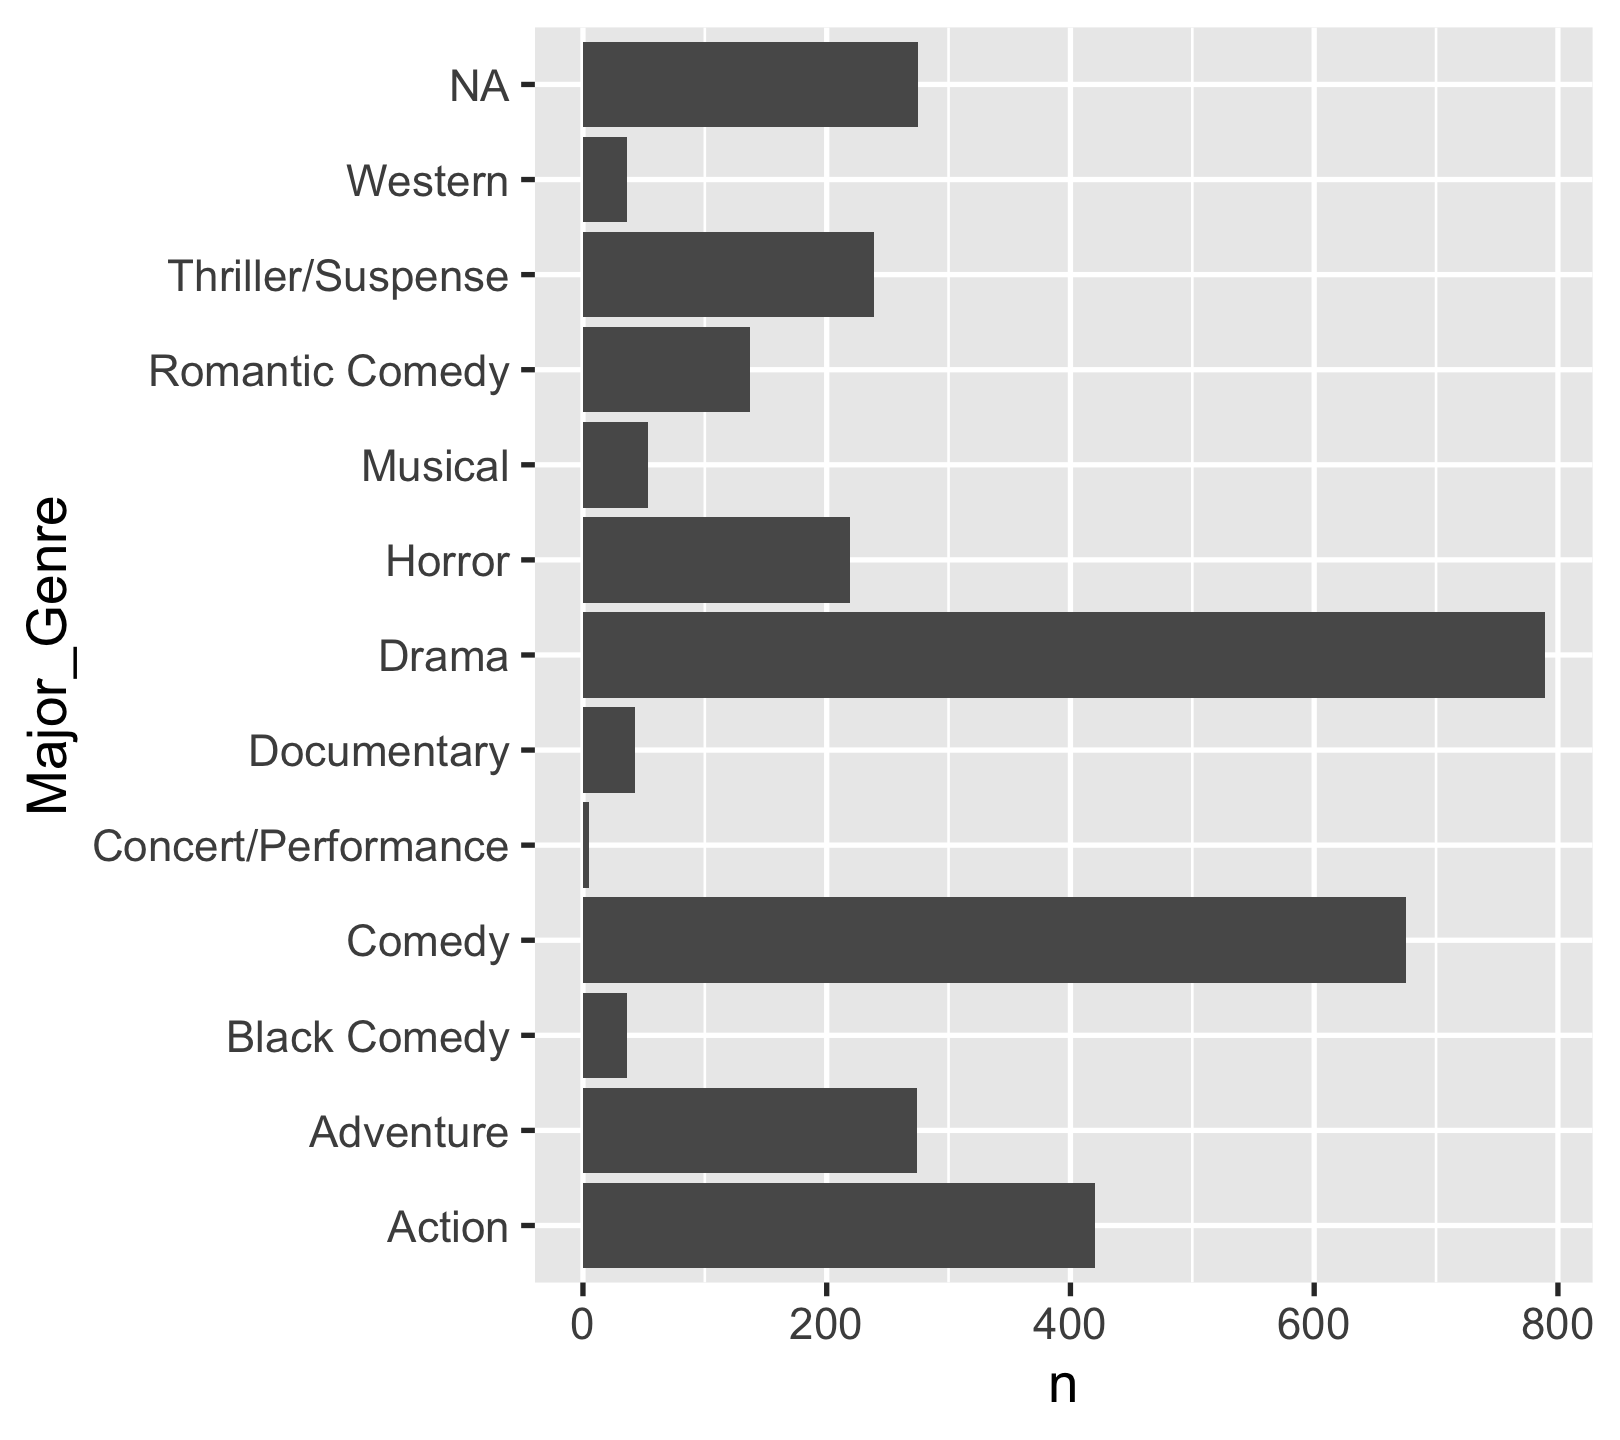 NA
Western
Thriller/Suspense
Romantic Comedy
Musical
Horror
Drama
Documentary
Concert/Performance
Comedy
Black Comedy
Adventure
Action
Major_Genre
0 200 400 600 800
n